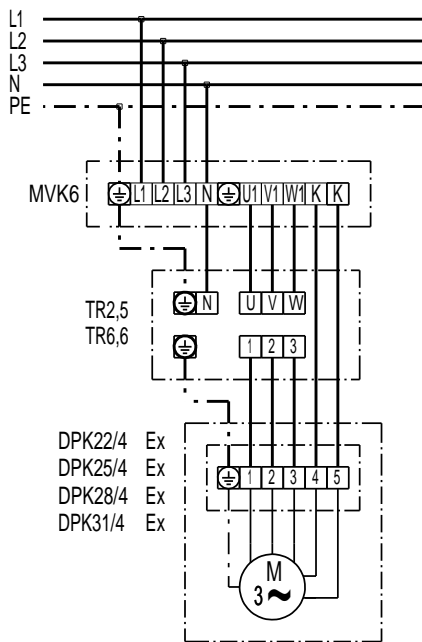 L1
L2
L3
N
PE
MVK6 L1 L2 L3 N U1 V1 W1 K K
N U V W
TR2,5
TR6,6
1 2 3
DPK22/4 Ex
DPK25/4 Ex
DPK28/4 Ex
DPK31/4 Ex
1 2 3 4 5
M
3 ~